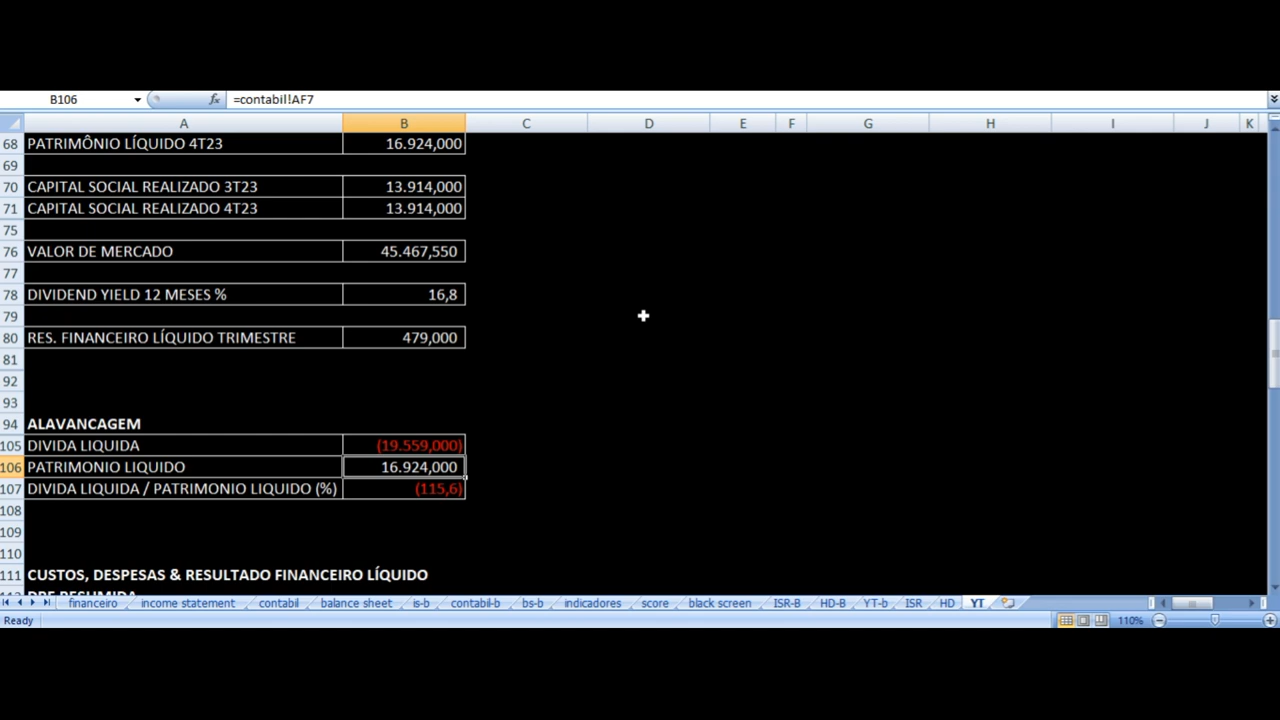 B106 fx =contabil!AF7
A B C D E F G H I J K
68 PATRIMÔNIO LÍQUIDO 4T23 16.924,000
69
70 CAPITAL SOCIAL REALIZADO 3T23 13.914,000
71 CAPITAL SOCIAL REALIZADO 4T23 13.914,000
75
76 VALOR DE MERCADO 45.467,550
77
78 DIVIDEND YIELD 12 MESES % 16,8
79
80 RES. FINANCEIRO LÍQUIDO TRIMESTRE 479,000
81
92
93
94 ALAVANCAGEM
105 DIVIDA LIQUIDA (19.559,000)
106 PATRIMONIO LIQUIDO 16.924,000
107 DIVIDA LIQUIDA / PATRIMONIO LIQUIDO (%) (115,6)
108
109
110
111 CUSTOS, DESPESAS & RESULTADO FINANCEIRO LÍQUIDO
DRE RESUMIDA
financeiro income statement contabil balance sheet is-b contabil-b bs-b indicadores score black screen ISR-B HD-B YT-b ISR HD YT
Ready 110%